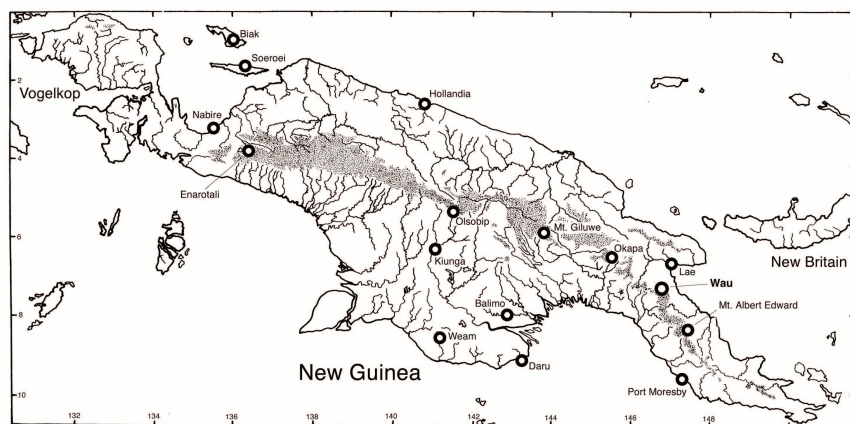 Biak
Soeroei
2
Vogelkop
Hollandia
Nabire
4
Enarotali
Olsobip
Mt. Giluwe
Okapa
6
Kiunga
New Britain
Lae
Wau
8
Balimo
Mt. Albert Edward
Weam
New Guinea
Daru
Port Moresby
10
132
134
136
138
140
142
144
146
148